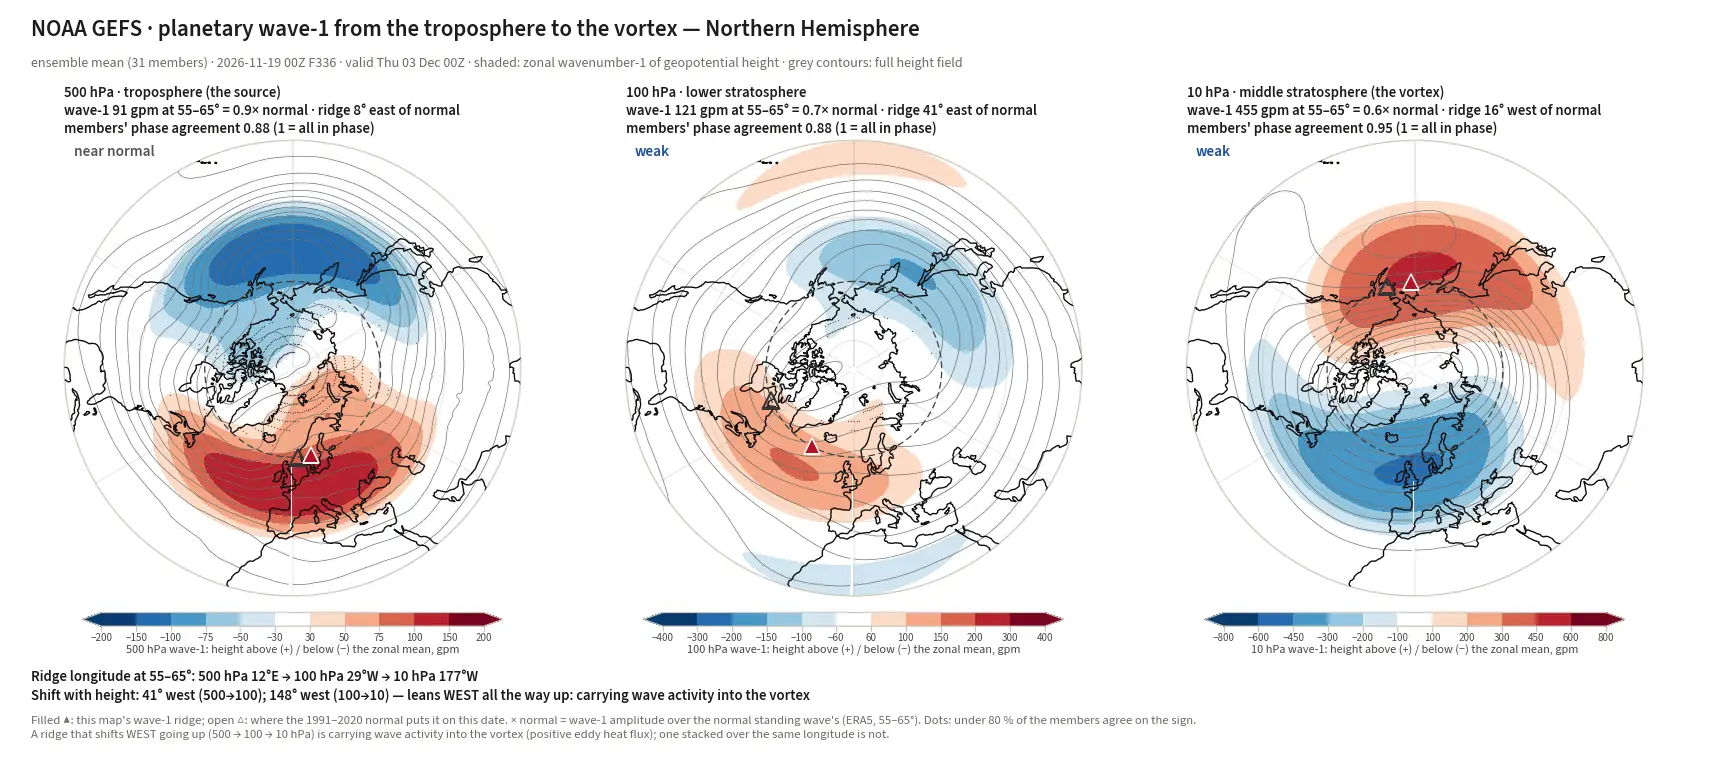 NOAA GEFS · planetary wave-1 from the troposphere to the vortex — Northern Hemisphere
ensemble mean (31 members) · 2026-11-19 00Z F336 · valid Thu 03 Dec 00Z · shaded: zonal wavenumber-1 of geopotential height · grey contours: full height field
500 hPa · troposphere (the source)
wave-1 91 gpm at 55–65° = 0.9× normal · ridge 8° east of normal
members' phase agreement 0.88 (1 = all in phase)
near normal
100 hPa · lower stratosphere
wave-1 121 gpm at 55–65° = 0.7× normal · ridge 41° east of normal
members' phase agreement 0.88 (1 = all in phase)
weak
10 hPa · middle stratosphere (the vortex)
wave-1 455 gpm at 55–65° = 0.6× normal · ridge 16° west of normal
members' phase agreement 0.95 (1 = all in phase)
weak
−200 −150 −100 −75 −50 −30 30 50 75 100 150 200
500 hPa wave-1: height above (+) / below (−) the zonal mean, gpm
−400 −300 −200 −150 −100 −60 60 100 150 200 300 400
100 hPa wave-1: height above (+) / below (−) the zonal mean, gpm
−800 −600 −450 −300 −200 −100 100 200 300 450 600 800
10 hPa wave-1: height above (+) / below (−) the zonal mean, gpm
Ridge longitude at 55–65°: 500 hPa 12°E → 100 hPa 29°W → 10 hPa 177°W
Shift with height: 41° west (500→100); 148° west (100→10) — leans WEST all the way up: carrying wave activity into the vortex
Filled ▲: this map's wave-1 ridge; open △: where the 1991–2020 normal puts it on this date. × normal = wave-1 amplitude over the normal standing wave's (ERA5, 55–65°). Dots: under 80 % of the members agree on the sign.
A ridge that shifts WEST going up (500 → 100 → 10 hPa) is carrying wave activity into the vortex (positive eddy heat flux); one stacked over the same longitude is not.